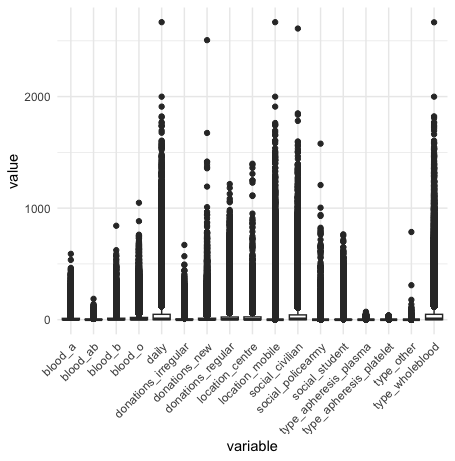 value
2000
1000
0
blood_a
blood_ab
blood_b
blood_o
daily
donations_irregular
donations_new
donations_regular
location_centre
location_mobile
social_civilian
social_policearmy
social_student
type_apheresis_plasma
type_apheresis_platelet
type_other
type_wholeblood
variable